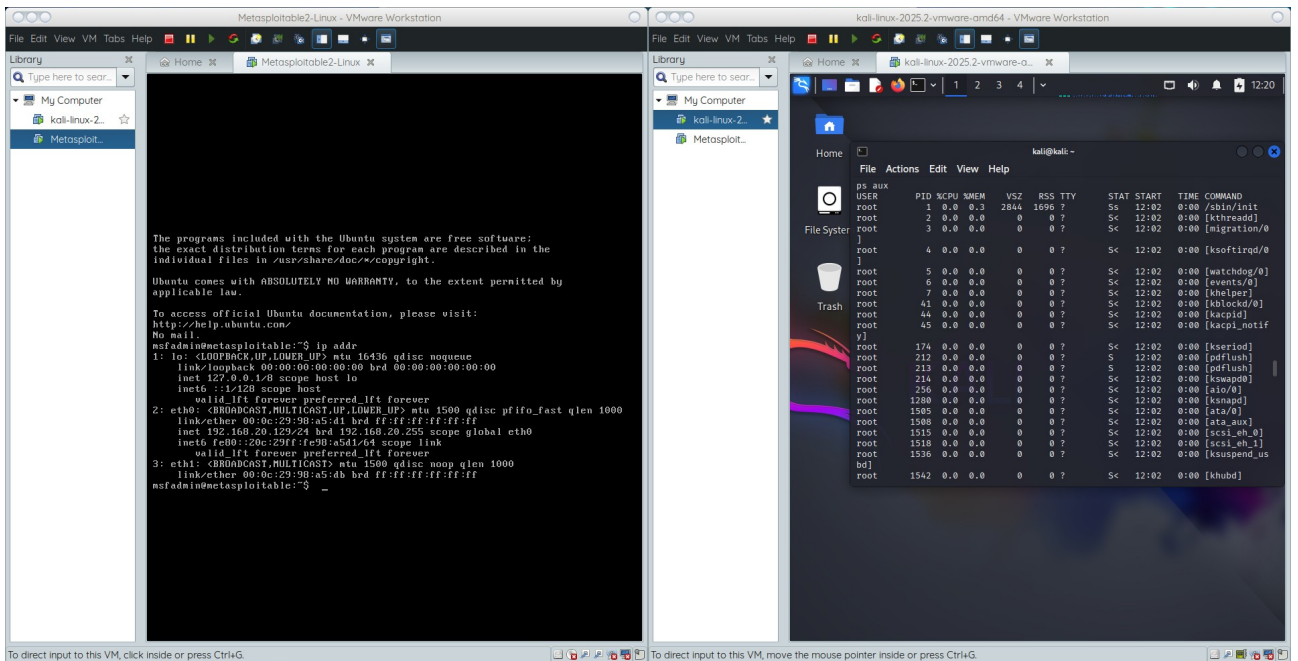 Metasploitable2-Linux - VMware Workstation
File Edit View VM Tabs Help
Library
Type here to sear...
My Computer
kali-linux-2...
Metasploit...
Home
Metasploitable2-Linux
The programs included with the Ubuntu system are free software;
the exact distribution terms for each program are described in the
individual files in /usr/share/doc/*/copyright.
Ubuntu comes with ABSOLUTELY NO WARRANTY, to the extent permitted by
applicable law.
To access official Ubuntu documentation, please visit:
http://help.ubuntu.com/
No mail.
msfadmin@metasploitable:~$ ip addr
1: lo: <LOOPBACK,UP,LOWER_UP> mtu 16436 qdisc noqueue
link/loopback 00:00:00:00:00:00 brd 00:00:00:00:00:00
inet 127.0.0.1/8 scope host lo
inet6 ::1/128 scope host
valid_lft forever preferred_lft forever
2: eth0: <BROADCAST,MULTICAST,UP,LOWER_UP> mtu 1500 qdisc pfifo_fast qlen 1000
link/ether 00:0c:29:98:a5:d1 brd ff:ff:ff:ff:ff:ff
inet 192.168.20.129/24 brd 192.168.20.255 scope global eth0
inet6 fe80::20c:29ff:fe98:a5d1/64 scope link
valid_lft forever preferred_lft forever
3: eth1: <BROADCAST,MULTICAST> mtu 1500 qdisc noop qlen 1000
link/ether 00:0c:29:98:a5:db brd ff:ff:ff:ff:ff:ff
msfadmin@metasploitable:~$ _
To direct input to this VM, click inside or press Ctrl+G.
kali-linux-2025.2-vmware-amd64 - VMware Workstation
File Edit View VM Tabs Help
Library
Type here to sear...
My Computer
kali-linux-2...
Metasploit...
Home
kali-linux-2025.2-vmware-a...
1 2 3 4
12:20
Home
File System
Trash
kali@kali: ~
File Actions Edit View Help
ps aux
USER PID %CPU %MEM VSZ RSS TTY STAT START TIME COMMAND
root 1 0.0 0.3 2844 1696 ? Ss 12:02 0:00 /sbin/init
root 2 0.0 0.0 0 0 ? S< 12:02 0:00 [kthreadd]
root 3 0.0 0.0 0 0 ? S< 12:02 0:00 [migration/0
]
root 4 0.0 0.0 0 0 ? S< 12:02 0:00 [ksoftirqd/0
]
root 5 0.0 0.0 0 0 ? S< 12:02 0:00 [watchdog/0]
root 6 0.0 0.0 0 0 ? S< 12:02 0:00 [events/0]
root 7 0.0 0.0 0 0 ? S< 12:02 0:00 [khelper]
root 41 0.0 0.0 0 0 ? S< 12:02 0:00 [kblockd/0]
root 44 0.0 0.0 0 0 ? S< 12:02 0:00 [kacpid]
root 45 0.0 0.0 0 0 ? S< 12:02 0:00 [kacpi_notif
y]
root 174 0.0 0.0 0 0 ? S< 12:02 0:00 [kseriod]
root 212 0.0 0.0 0 0 ? S 12:02 0:00 [pdflush]
root 213 0.0 0.0 0 0 ? S 12:02 0:00 [pdflush]
root 214 0.0 0.0 0 0 ? S< 12:02 0:00 [kswapd0]
root 256 0.0 0.0 0 0 ? S< 12:02 0:00 [aio/0]
root 1280 0.0 0.0 0 0 ? S< 12:02 0:00 [ksnapd]
root 1505 0.0 0.0 0 0 ? S< 12:02 0:00 [ata/0]
root 1508 0.0 0.0 0 0 ? S< 12:02 0:00 [ata_aux]
root 1515 0.0 0.0 0 0 ? S< 12:02 0:00 [scsi_eh_0]
root 1518 0.0 0.0 0 0 ? S< 12:02 0:00 [scsi_eh_1]
root 1536 0.0 0.0 0 0 ? S< 12:02 0:00 [ksuspend_us
bd]
root 1542 0.0 0.0 0 0 ? S< 12:02 0:00 [khubd]
To direct input to this VM, move the mouse pointer inside or press Ctrl+G.